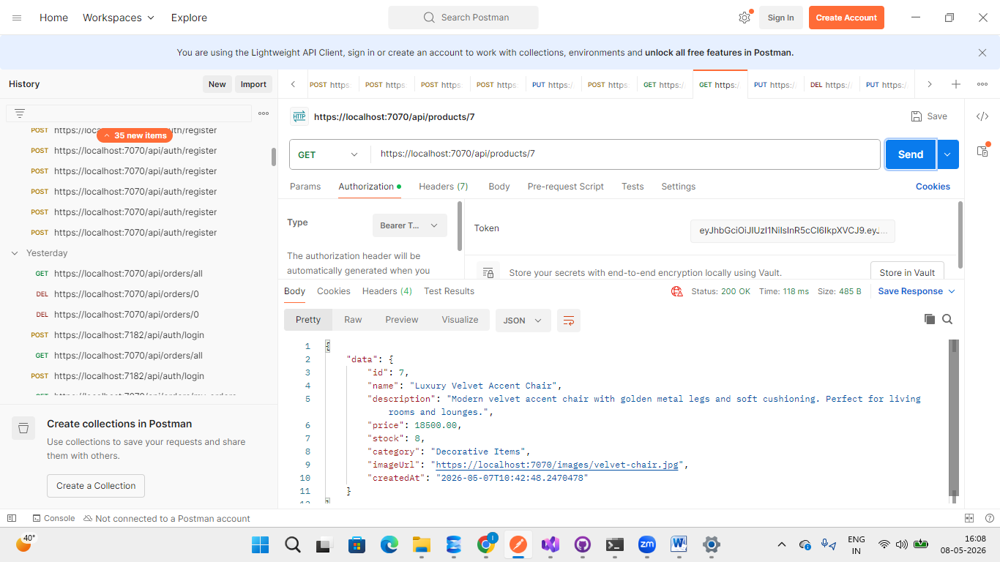 Home
Workspaces
Explore
Search Postman
Sign In
Create Account
You are using the Lightweight API Client, sign in or create an account to work with collections, environments and unlock all free features in Postman.
History
New
Import
POST https:
POST https:
POST https:
POST https:
PUT https:/
POST https:
GET https:/
GET https:/
PUT https:/
DEL https:/
PUT https:/
35 new items
POST https://localhost:7070/api/auth/register
POST https://localhost:7070/api/auth/register
POST https://localhost:7070/api/auth/register
POST https://localhost:7070/api/auth/register
POST https://localhost:7070/api/auth/register
Yesterday
GET https://localhost:7070/api/orders/all
DEL https://localhost:7070/api/orders/0
DEL https://localhost:7070/api/orders/0
POST https://localhost:7182/api/auth/login
GET https://localhost:7070/api/orders/all
POST https://localhost:7182/api/auth/login
Create collections in Postman
Use collections to save your requests and share
them with others.
Create a Collection
HTTP https://localhost:7070/api/products/7
Save
GET
https://localhost:7070/api/products/7
Send
Params
Authorization
Headers (7)
Body
Pre-request Script
Tests
Settings
Cookies
Type
Bearer T...
The authorization header will be
automatically generated when you
Token
Store your secrets with end-to-end encryption locally using Vault.
Store in Vault
Body
Cookies
Headers (4)
Test Results
Status: 200 OK
Time: 118 ms
Size: 485 B
Save Response
Pretty
Raw
Preview
Visualize
JSON
1 {
2 "data": {
3 "id": 7,
4 "name": "Luxury Velvet Accent Chair",
5 "description": "Modern velvet accent chair with golden metal legs and soft cushioning. Perfect for living
rooms and lounges.",
6 "price": 18500.00,
7 "stock": 8,
8 "category": "Decorative Items",
9 "imageUrl": "https://localhost:7070/images/velvet-chair.jpg",
10 "createdAt": "2026-05-07T10:42:48.2470478"
11 }
Console
Not connected to a Postman account
40°
1
zm
ENG
IN
16:08
08-05-2026